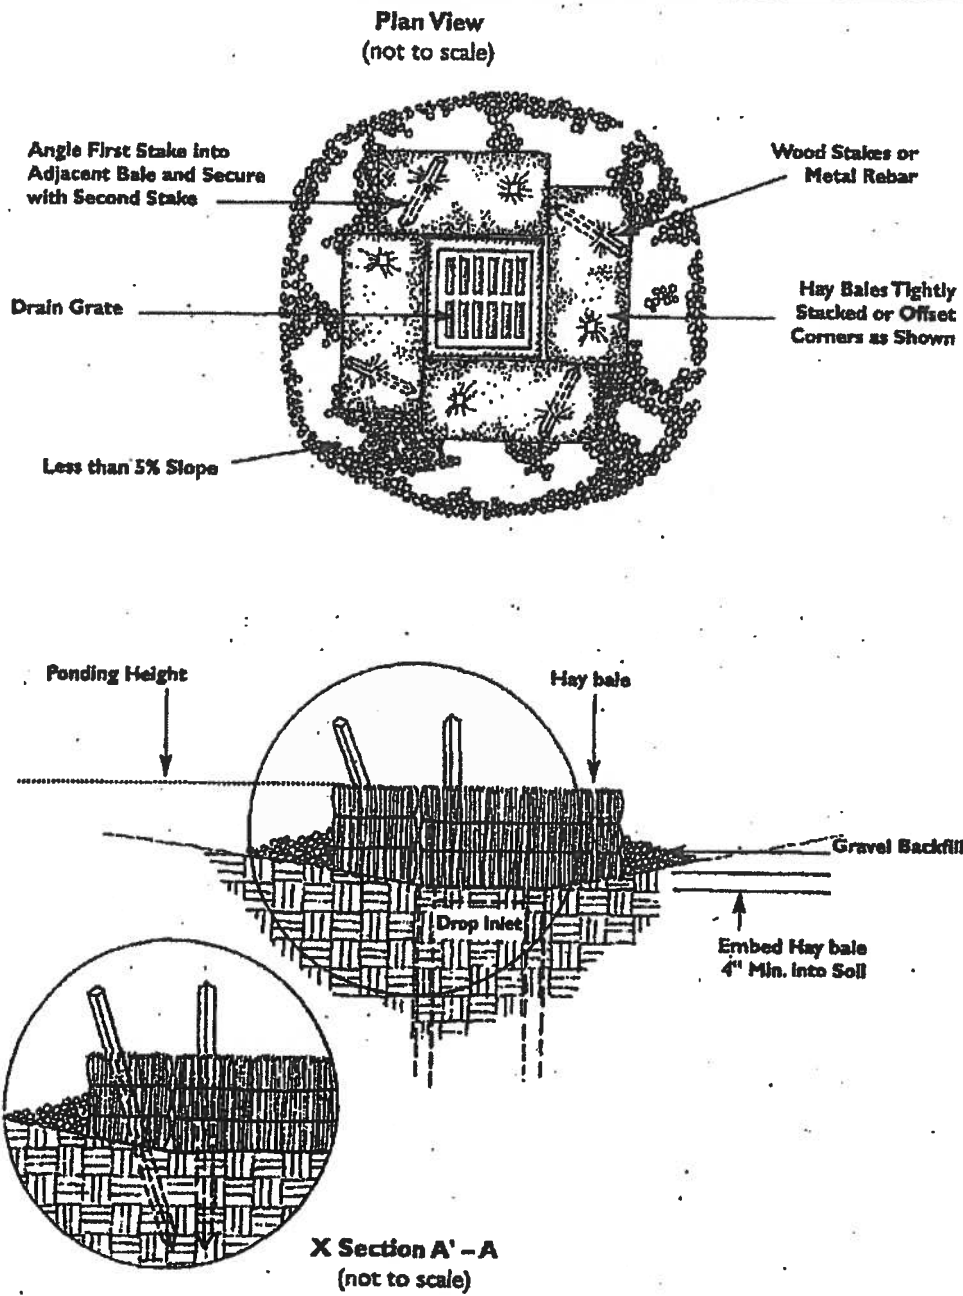 Plan View
(not to scale)
Angle First Stake into
Adjacent Bale and Secure
with Second Stake
Wood Stakes or
Metal Rebar
Drain Grate
Hay Bales Tightly
Stacked or Offset
Corners as Shown
Less than 5% Slope
Ponding Height
Hay bale
Gravel Backfill
Drop Inlet
Embed Hay bale
4" Min. into Soil
X Section A' – A
(not to scale)